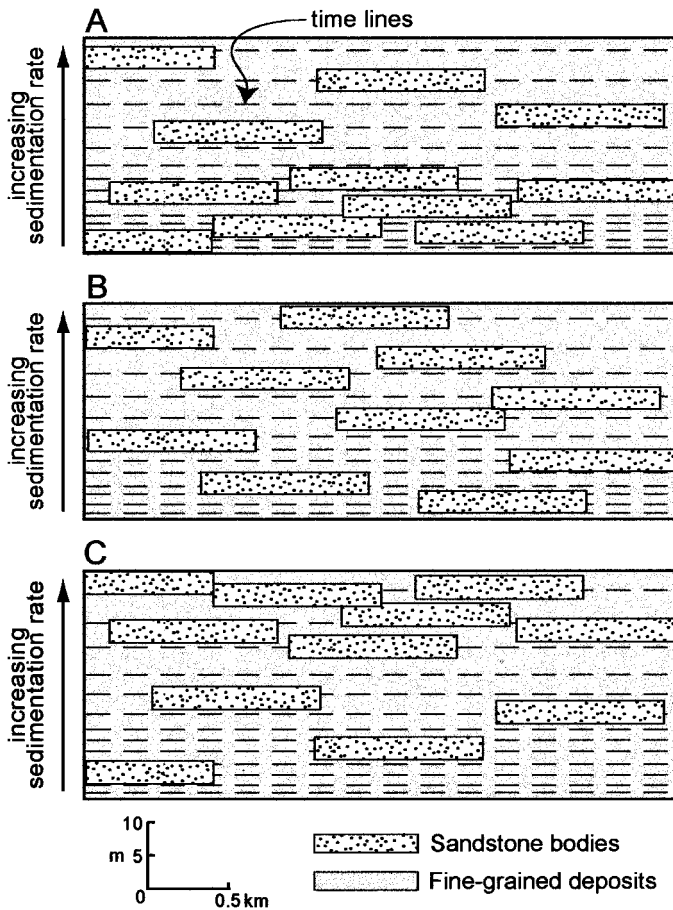 A
time lines
increasing
sedimentation rate
B
increasing
sedimentation rate
C
increasing
sedimentation rate
10
m 5
0
0.5 km
Sandstone bodies
Fine-grained deposits